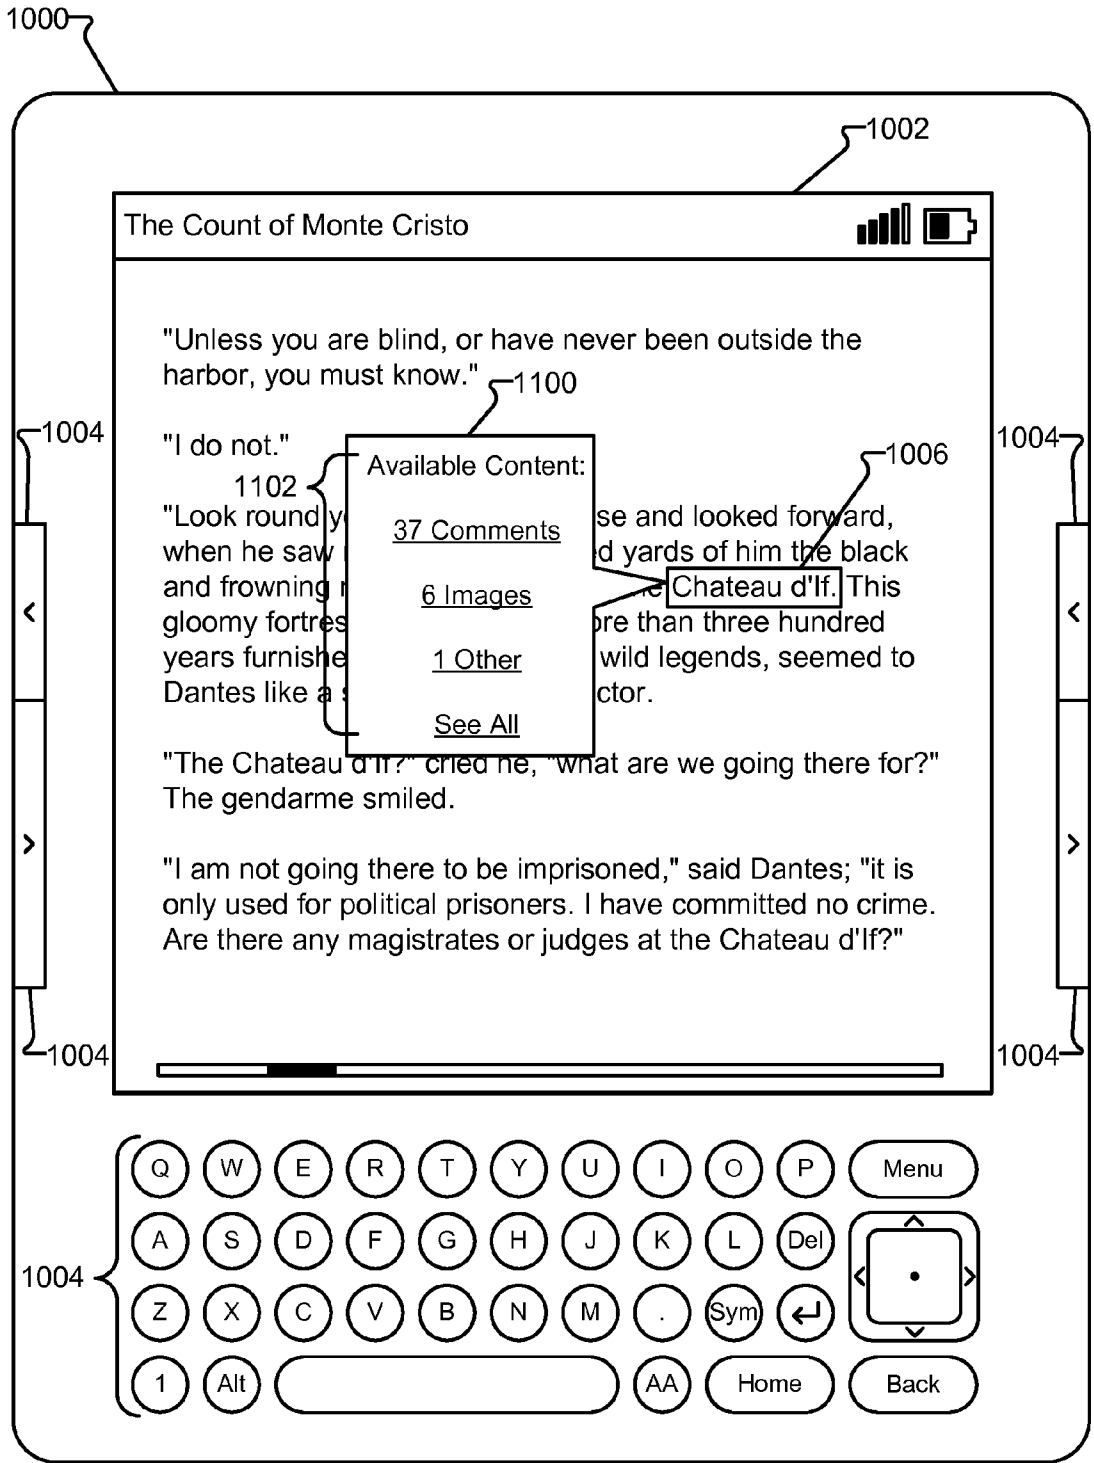 1000
1002
The Count of Monte Cristo
"Unless you are blind, or have never been outside the
harbor, you must know."
1100
1004
1004
"I do not."
1006
Available Content:
1102
37 Comments
6 Images
1 Other
See All
"Look round se and looked forward,
when he saw yards of him the black
and frowning Chateau d'If. This
gloomy than three hundred
years wild legends, seemed to
Dantes like a
"The Chateau d'If?" cried he, "what are we going there for?"
The gendarme smiled.
"I am not going there to be imprisoned," said Dantes; "it is
only used for political prisoners. I have committed no crime.
Are there any magistrates or judges at the Chateau d'If?"
1004
1004
Q W E R T Y U I O P Menu
A S D F G H J K L Del
1004
Z X C V B N M . Sym
1 Alt AA Home Back